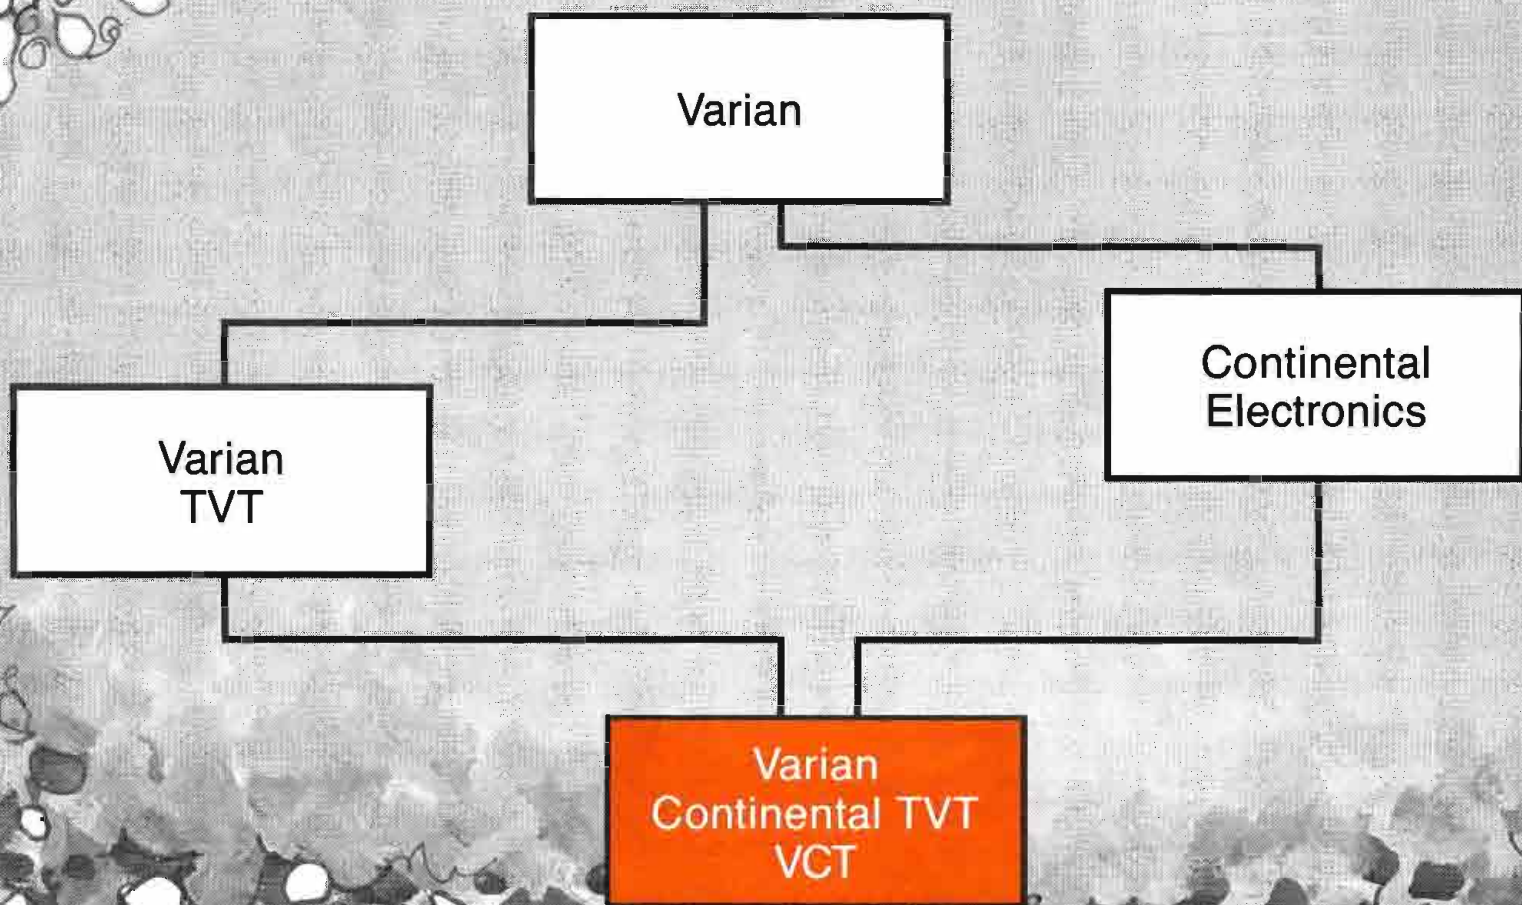 Varian
Continental
Electronics
Varian
TVT
Varian
Continental TVT
VCT